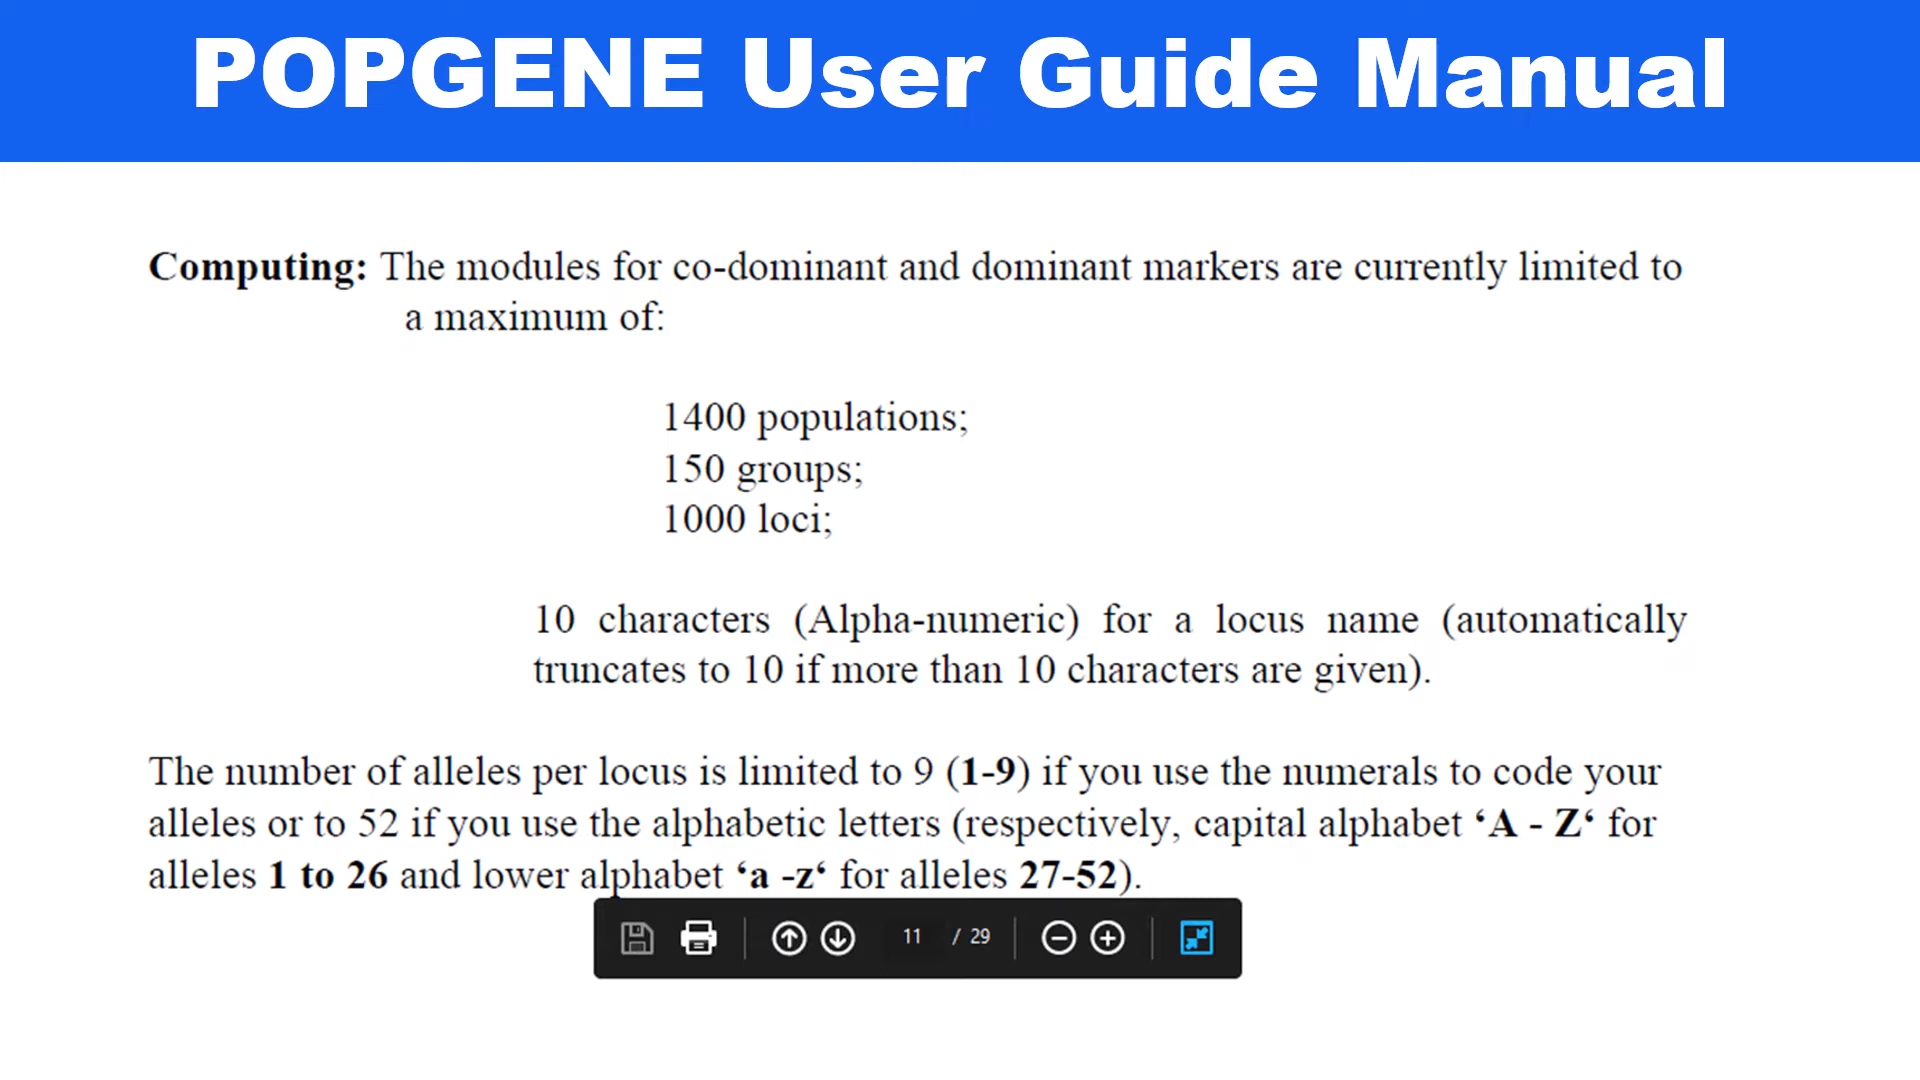 POPGENE User Guide Manual
Computing: The modules for co-dominant and dominant markers are currently limited to
a maximum of:
1400 populations;
150 groups;
1000 loci;
10 characters (Alpha-numeric) for a locus name (automatically
truncates to 10 if more than 10 characters are given).
The number of alleles per locus is limited to 9 (1-9) if you use the numerals to code your
alleles or to 52 if you use the alphabetic letters (respectively, capital alphabet ‘A - Z‘ for
alleles 1 to 26 and lower alphabet ‘a -z‘ for alleles 27-52).
11 / 29